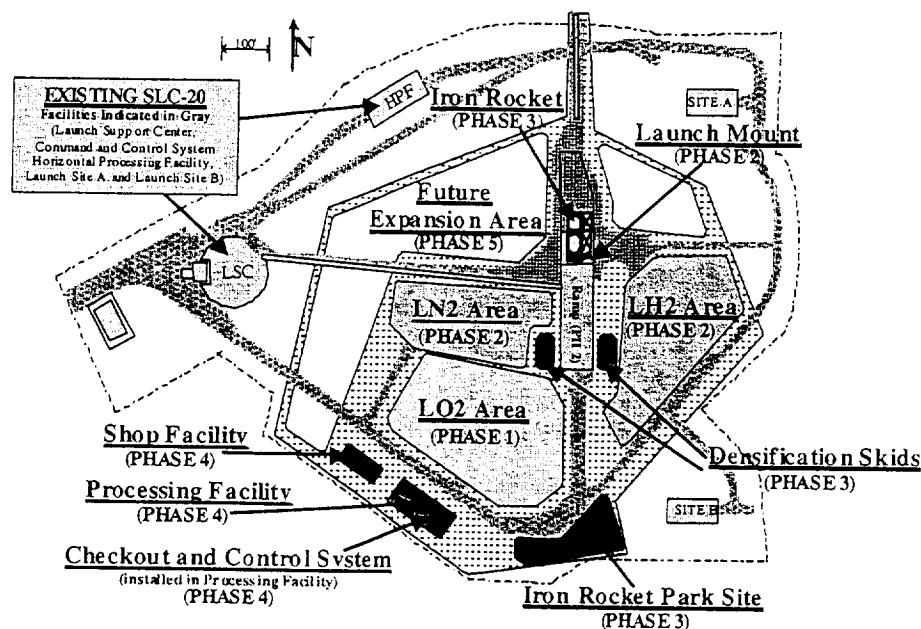 100'
N
EXISTING SLC-20
Facilities Indicated in Gray
(Launch Support Center,
Command and Control System
Horizontal Processing Facility,
Launch Site A and Launch Site B)
HPF
Iron Rocket
(PHASE 3)
SITE A
Launch Mount
(PHASE 2)
Future
Expansion Area
(PHASE 5)
LSC
LN2 Area
(PHASE 2)
Ramp (PH 2)
LH2 Area
(PHASE 2)
LO2 Area
(PHASE 1)
Shop Facility
(PHASE 4)
Densification Skids
(PHASE 3)
Processing Facility
(PHASE 4)
SITE B
Checkout and Control System
(installed in Processing Facility)
(PHASE 4)
Iron Rocket Park Site
(PHASE 3)